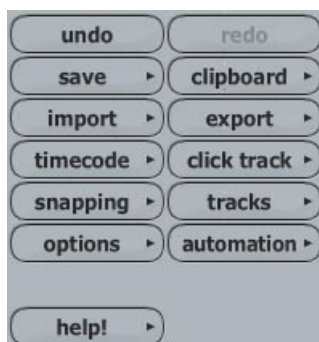 undo redo
save clipboard
import export
timecode click track
snapping tracks
options automation
help!